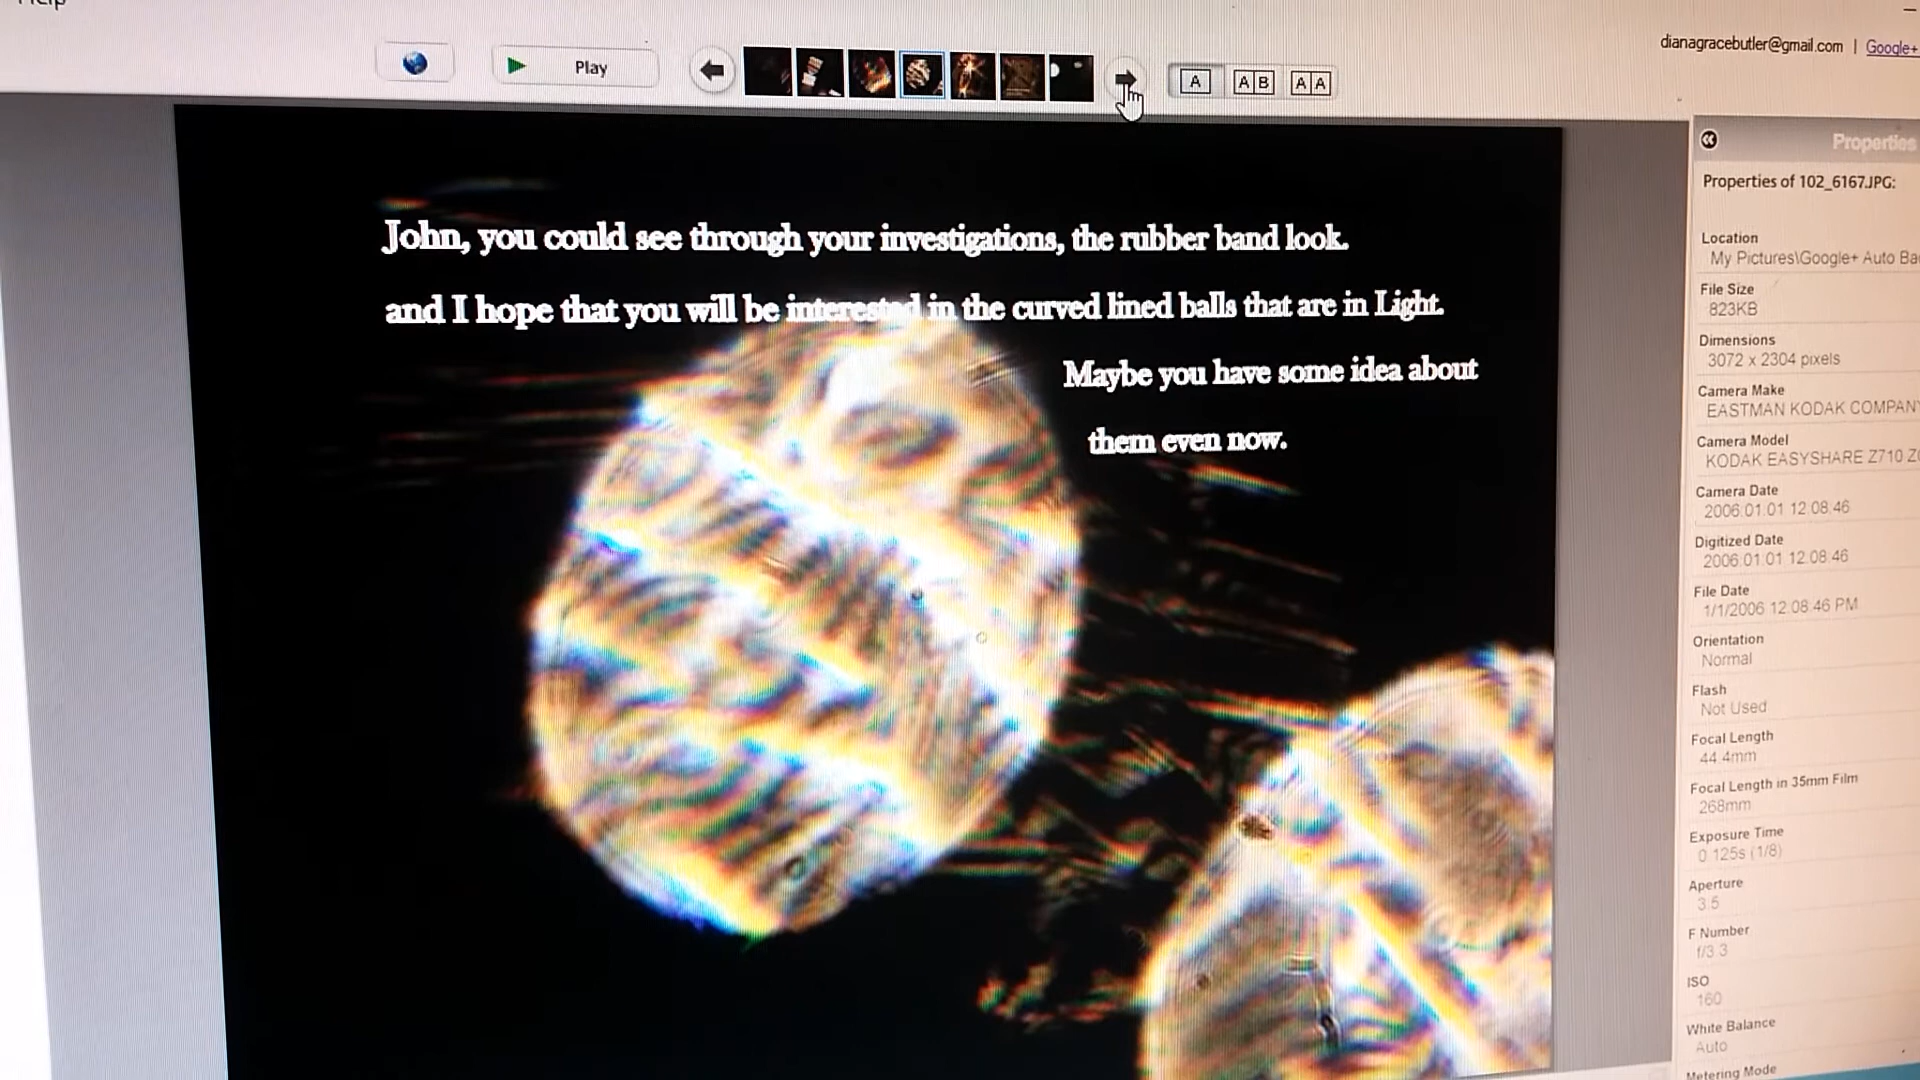 Help
Play
dianagracebutler@gmail.com | Google+
A
A B
A A
John, you could see through your investigations, the rubber band look.
and I hope that you will be interested in the curved lined balls that are in Light.
Maybe you have some idea about
them even now.
Properties
Properties of 102_6167.JPG:
Location
My Pictures\Google+ Auto Ba
File Size
823KB
Dimensions
3072 x 2304 pixels
Camera Make
EASTMAN KODAK COMPANY
Camera Model
KODAK EASYSHARE Z710 ZO
Camera Date
2006:01:01 12:08:46
Digitized Date
2006:01:01 12:08:46
File Date
1/1/2006 12:08:46 PM
Orientation
Normal
Flash
Not Used
Focal Length
44.4mm
Focal Length in 35mm Film
268mm
Exposure Time
0.125s (1/8)
Aperture
3.5
F Number
f/3.3
ISO
160
White Balance
Auto
Metering Mode